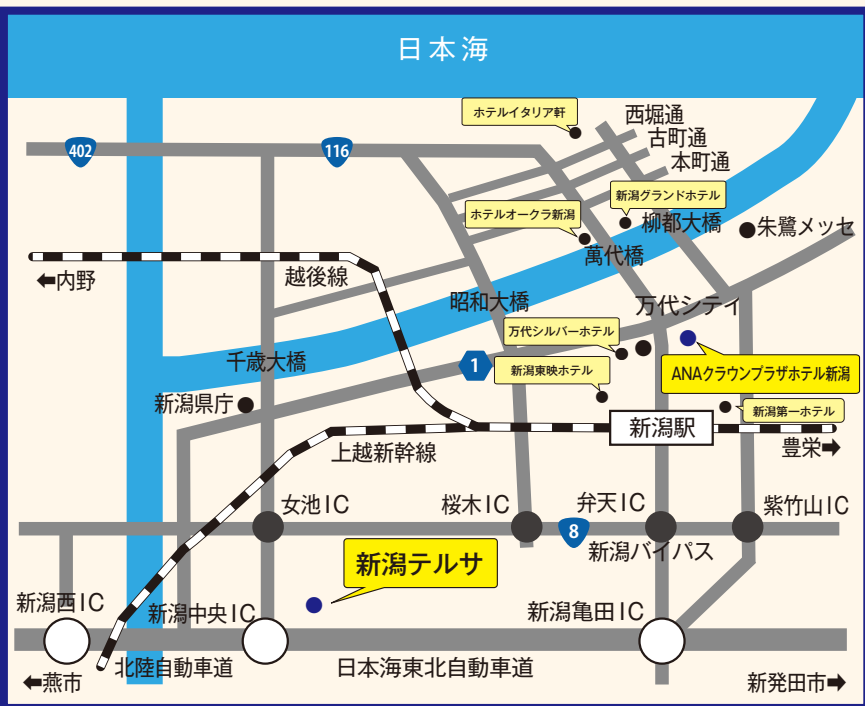 日本海
ホテルイタリア軒
西堀通
古町通
本町通
402
116
新潟グランドホテル
ホテルオークラ新潟
柳都大橋
朱鷺メッセ
萬代橋
越後線
←内野
昭和大橋
万代シティ
万代シルバーホテル
千歳大橋
1
新潟東映ホテル
ANAクラウンプラザホテル新潟
新潟県庁
新潟第一ホテル
新潟駅
上越新幹線
豊栄→
女池IC
桜木IC
弁天IC
紫竹山IC
8
新潟バイパス
新潟テルサ
新潟西IC
新潟中央IC
新潟亀田IC
北陸自動車道
日本海東北自動車道
←燕市
新発田市→